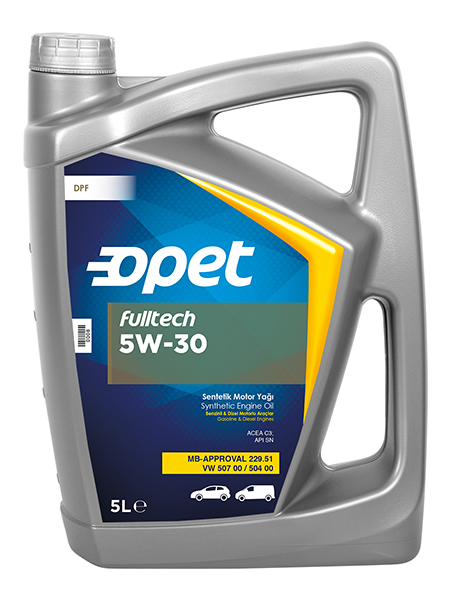 DPF
opet
fulltech
5W-30
Sentetik Motor Yağı
Synthetic Engine Oil
Benzinli & Dizel Motorlu Araçlar
Gasoline & Diesel Engines
ACEA C3,
API SN
MB-APPROVAL 229.51
VW 507 00 / 504 00
5L e